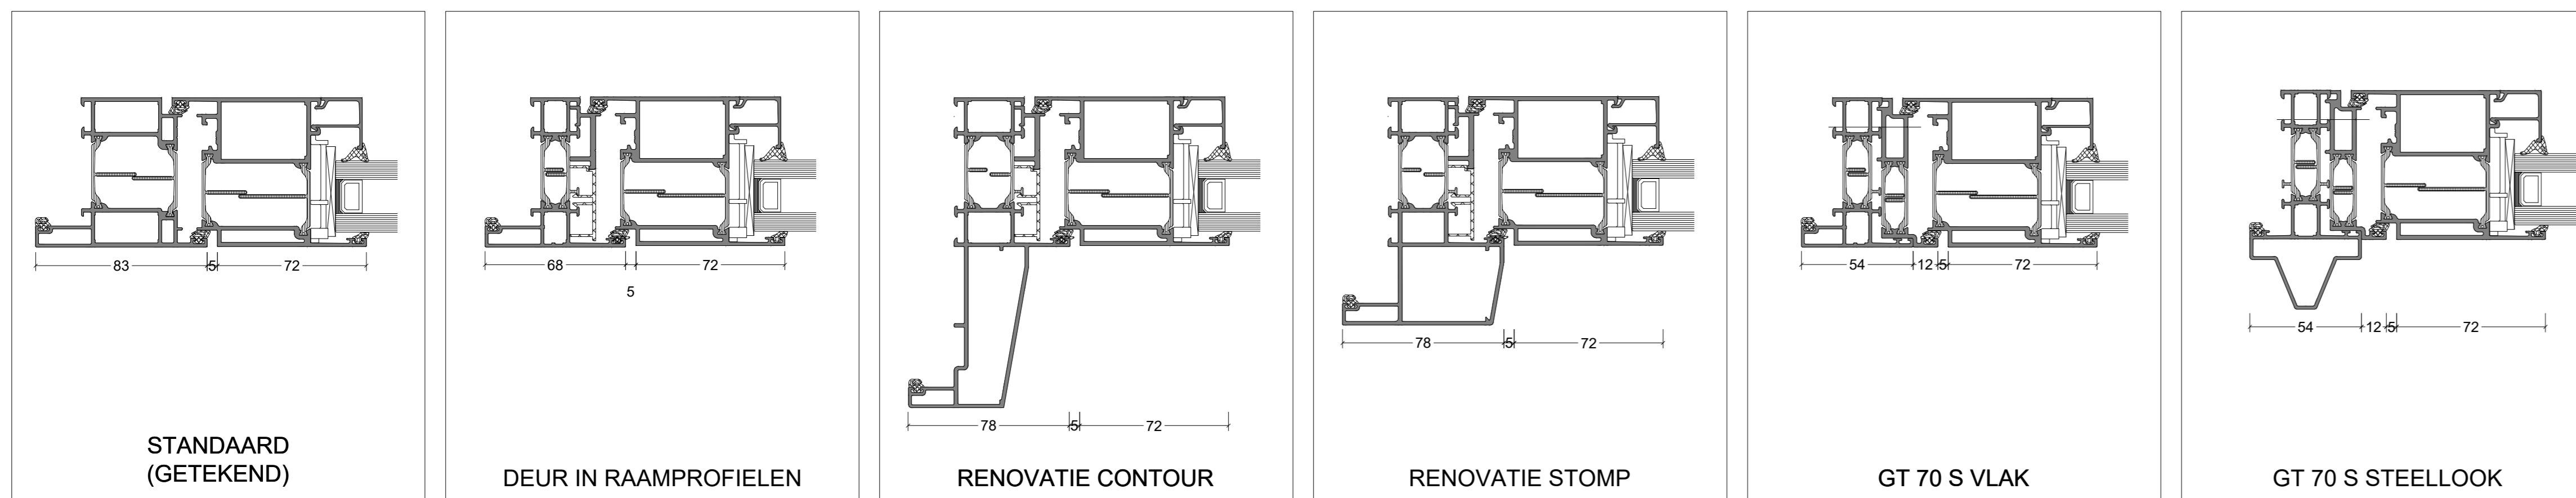 83 5 72
STANDAARD
(GETEKEND)
68 72
5
DEUR IN RAAMPROFIELEN
78 5 72
RENOVATIE CONTOUR
78 5 72
RENOVATIE STOMP
54 12 5 72
GT 70 S VLAK
54 12 5 72
GT 70 S STEELLOOK